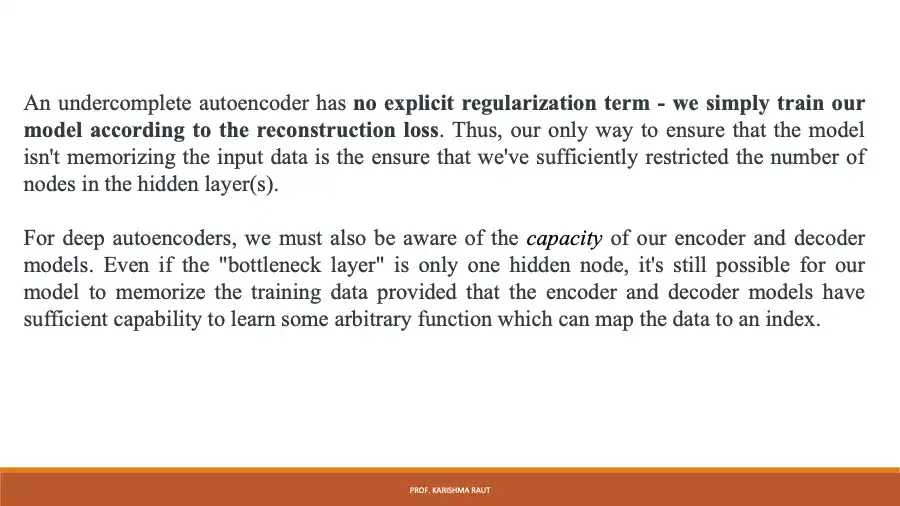 An undercomplete autoencoder has no explicit regularization term - we simply train our
model according to the reconstruction loss. Thus, our only way to ensure that the model
isn't memorizing the input data is the ensure that we've sufficiently restricted the number of
nodes in the hidden layer(s).
For deep autoencoders, we must also be aware of the capacity of our encoder and decoder
models. Even if the "bottleneck layer" is only one hidden node, it's still possible for our
model to memorize the training data provided that the encoder and decoder models have
sufficient capability to learn some arbitrary function which can map the data to an index.
PROF. KARISHMA RAUT